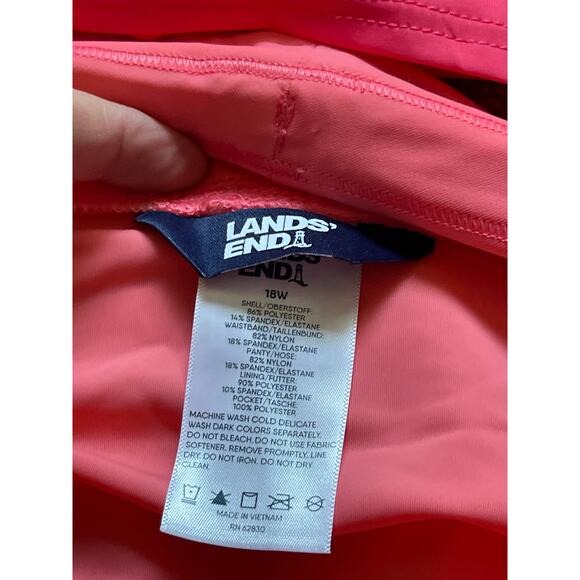 LANDS'
END
END
18W
SHELL/OBERSTOFF:
86% POLYESTER
14% SPANDEX/ELASTANE
WAISTBAND/TAILLENBUND:
82% NYLON
18% SPANDEX/ELASTANE
PANTY/HOSE:
82% NYLON
18% SPANDEX/ELASTANE
LINING/FUTTER:
90% POLYESTER
10% SPANDEX/ELASTANE
POCKET/TASCHE:
100% POLYESTER
MACHINE WASH COLD DELICATE.
WASH DARK COLORS SEPARATELY.
DO NOT BLEACH. DO NOT USE FABRIC
SOFTENER. REMOVE PROMPTLY. LINE
DRY. DO NOT IRON. DO NOT DRY
CLEAN.
MADE IN VIETNAM
RN 62830